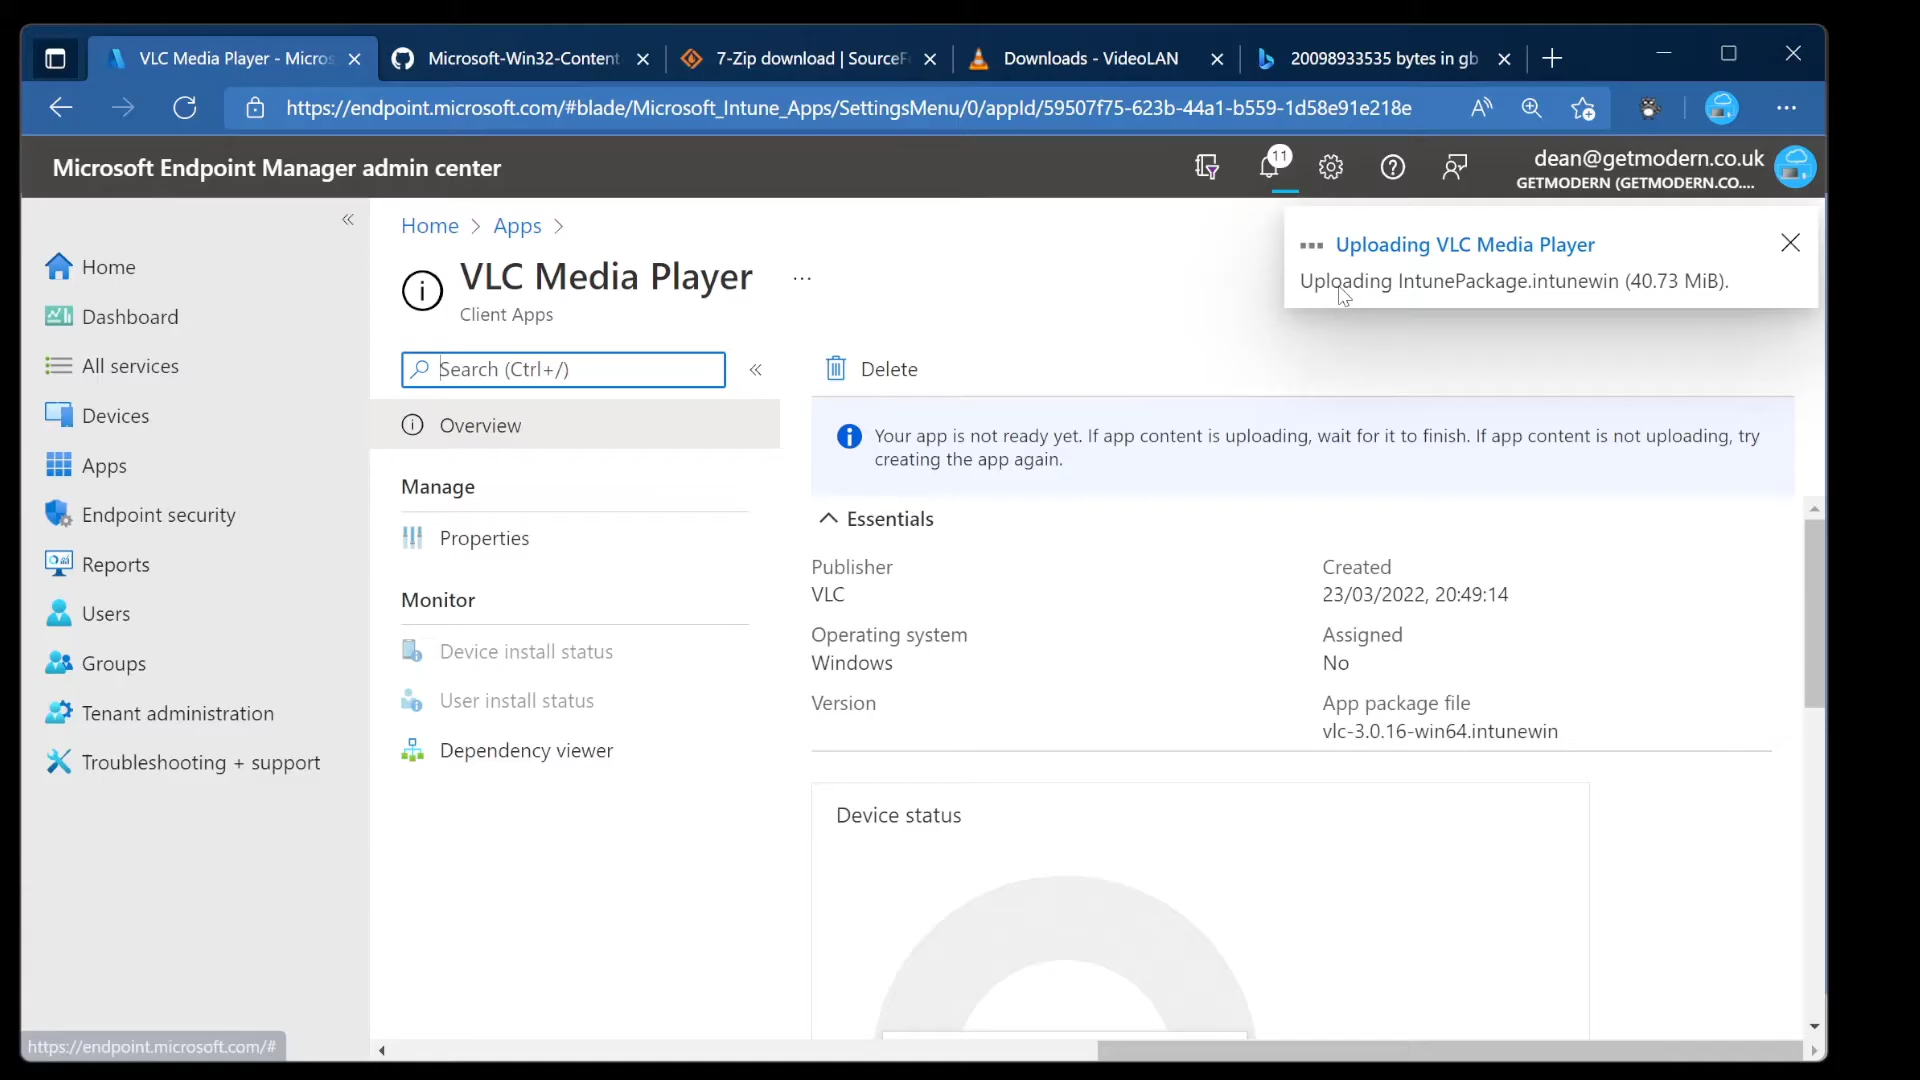 VLC Media Player - Micros
Microsoft-Win32-Content
7-Zip download | SourceF
Downloads - VideoLAN
20098933535 bytes in gb
https://endpoint.microsoft.com/#blade/Microsoft_Intune_Apps/SettingsMenu/0/appId/59507f75-623b-44a1-b559-1d58e91e218e
Microsoft Endpoint Manager admin center
11
dean@getmodern.co.uk
GETMODERN (GETMODERN.CO....
Home > Apps >
Uploading VLC Media Player
Uploading IntunePackage.intunewin (40.73 MiB).
VLC Media Player ...
Client Apps
Home
Dashboard
All services
Devices
Apps
Endpoint security
Reports
Users
Groups
Tenant administration
Troubleshooting + support
Search (Ctrl+/)
Overview
Manage
Properties
Monitor
Device install status
User install status
Dependency viewer
Delete
Your app is not ready yet. If app content is uploading, wait for it to finish. If app content is not uploading, try
creating the app again.
Essentials
Publisher
VLC
Operating system
Windows
Version
Created
23/03/2022, 20:49:14
Assigned
No
App package file
vlc-3.0.16-win64.intunewin
Device status
https://endpoint.microsoft.com/#